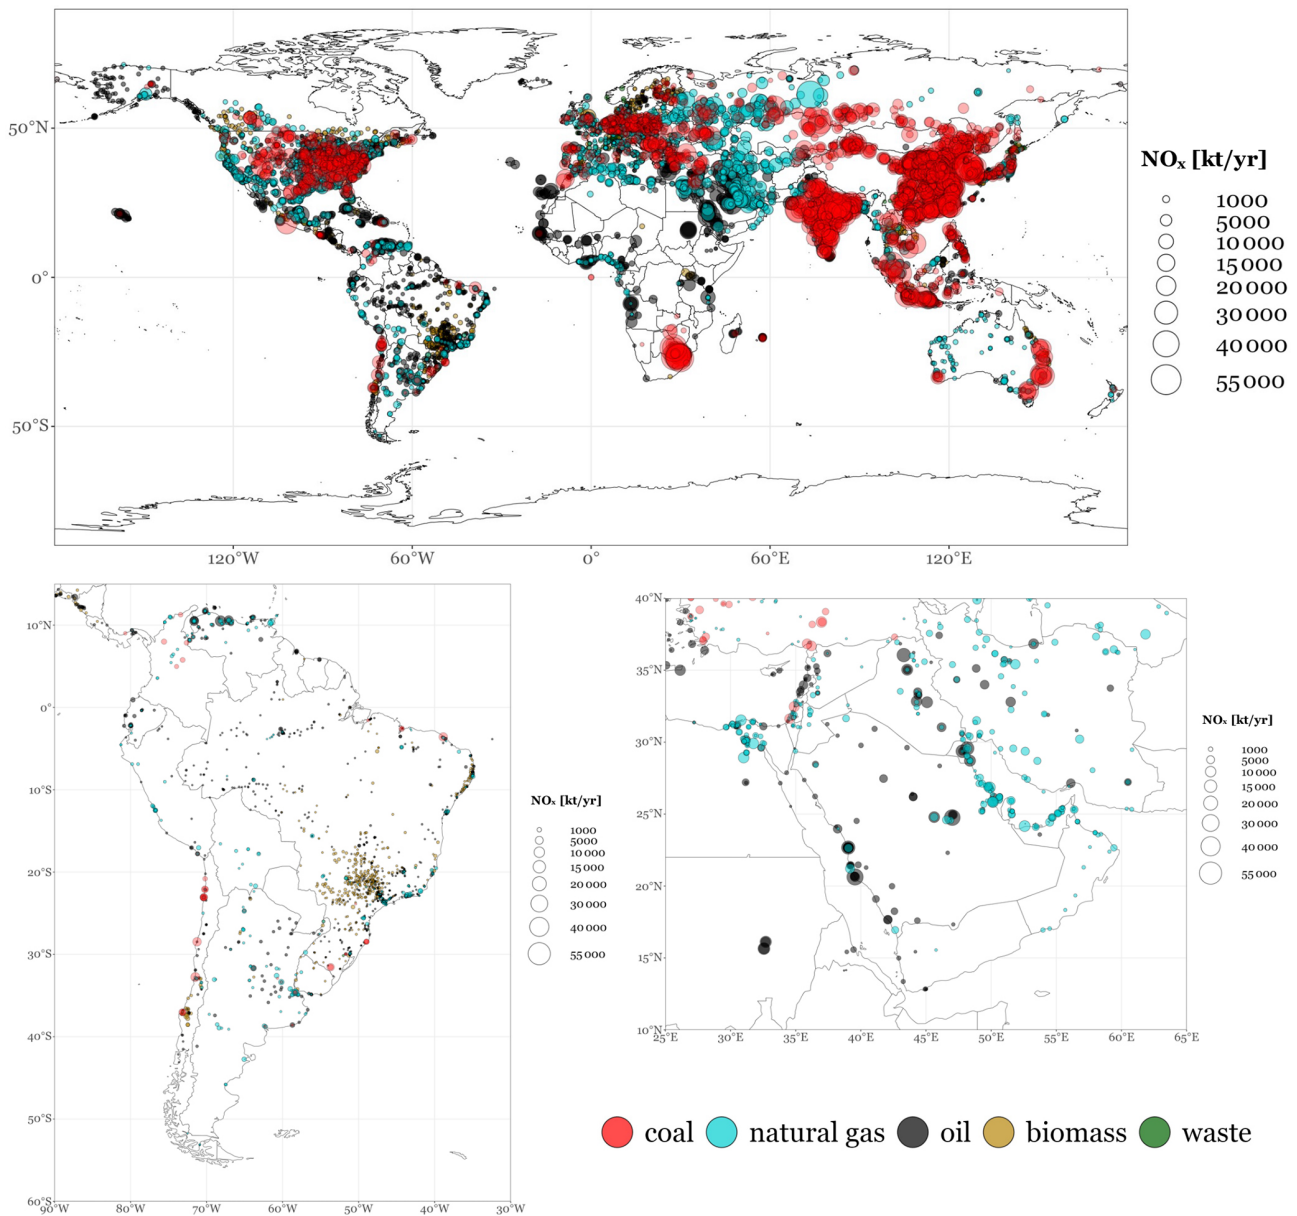 50°N
0°
50°S
120°W 60°W 0° 60°E 120°E
NOₓ [kt/yr]
1000
5000
10 000
15 000
20 000
30 000
40 000
55 000
10°N
0°
10°S
20°S
30°S
40°S
50°S
60°S
90°W 80°W 70°W 60°W 50°W 40°W 30°W
NOₓ [kt/yr]
1000
5000
10 000
15 000
20 000
30 000
40 000
55 000
40°N
35°N
30°N
25°N
20°N
15°N
10°N
25°E 30°E 35°E 40°E 45°E 50°E 55°E 60°E 65°E
NOₓ [kt/yr]
1000
5000
10 000
15 000
20 000
30 000
40 000
55 000
coal natural gas oil biomass waste